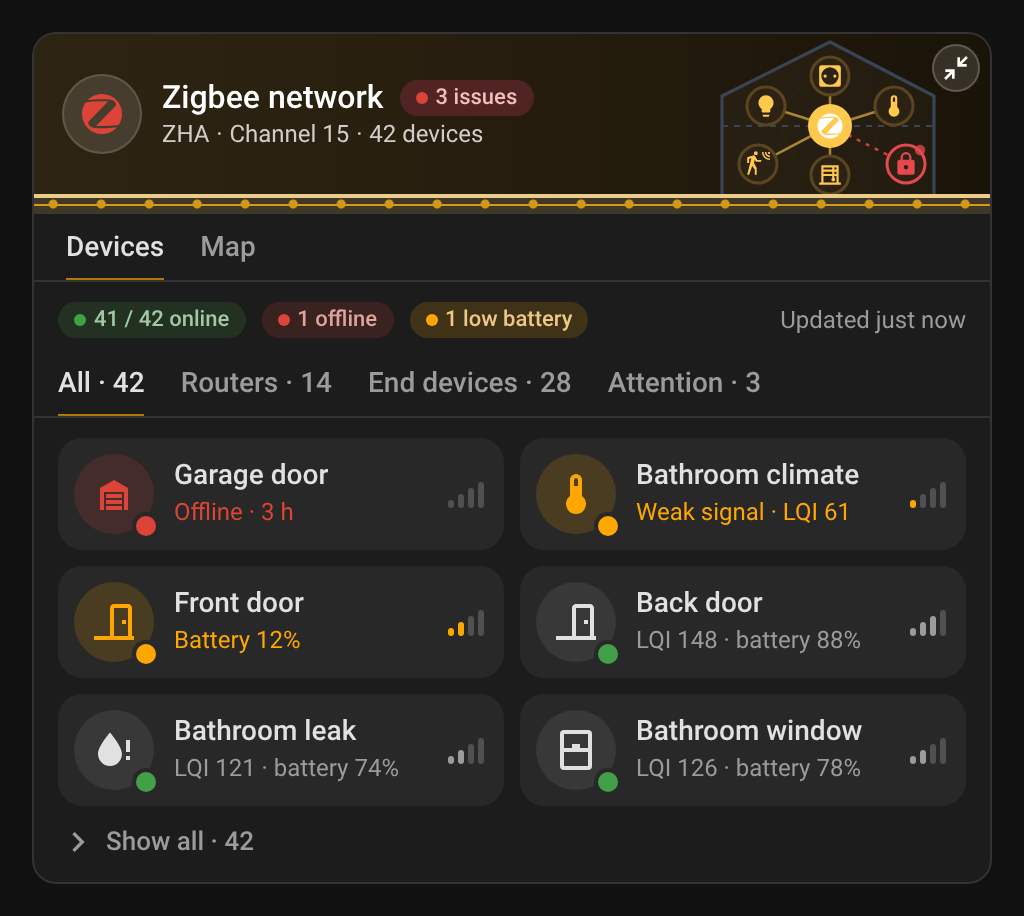 Zigbee network
3 issues
ZHA · Channel 15 · 42 devices
Devices
Map
41 / 42 online
1 offline
1 low battery
Updated just now
All · 42
Routers · 14
End devices · 28
Attention · 3
Garage door
Offline · 3 h
Bathroom climate
Weak signal · LQI 61
Front door
Battery 12%
Back door
LQI 148 · battery 88%
Bathroom leak
LQI 121 · battery 74%
Bathroom window
LQI 126 · battery 78%
Show all · 42